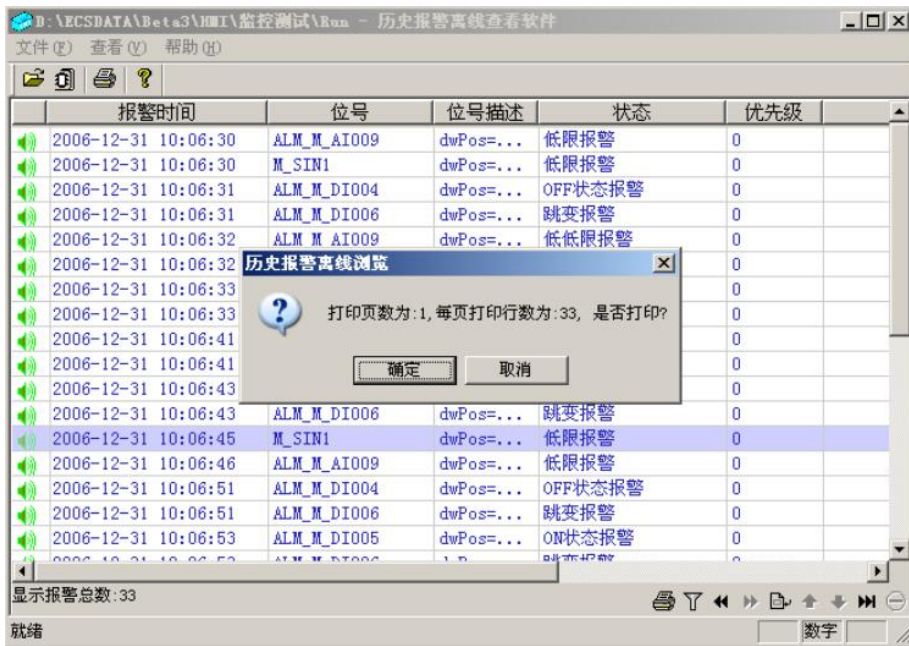 D:\ECSDATA\Beta3\HMI\监控测试\Run - 历史报警离线查看软件
文件(F) 查看(V) 帮助(H)
报警时间 位号 位号描述 状态 优先级
2006-12-31 10:06:30 ALM_M_AI009 dwPos=... 低限报警 0
2006-12-31 10:06:30 M_SIN1 dwPos=... 低限报警 0
2006-12-31 10:06:31 ALM_M_DI004 dwPos=... OFF状态报警 0
2006-12-31 10:06:31 ALM_M_DI006 dwPos=... 跳变报警 0
2006-12-31 10:06:32 ALM_M_AI009 dwPos=... 低低限报警 0
2006-12-31 10:06:32 0
2006-12-31 10:06:33 0
2006-12-31 10:06:33 0
2006-12-31 10:06:41 0
2006-12-31 10:06:41 0
2006-12-31 10:06:43 0
历史报警离线浏览
打印页数为:1,每页打印行数为:33, 是否打印?
确定 取消
2006-12-31 10:06:43 ALM_M_DI006 dwPos=... 跳变报警 0
2006-12-31 10:06:45 M_SIN1 dwPos=... 低限报警 0
2006-12-31 10:06:46 ALM_M_AI009 dwPos=... 低限报警 0
2006-12-31 10:06:51 ALM_M_DI004 dwPos=... OFF状态报警 0
2006-12-31 10:06:51 ALM_M_DI006 dwPos=... 跳变报警 0
2006-12-31 10:06:53 ALM_M_DI005 dwPos=... ON状态报警 0
显示报警总数:33
就绪 数字